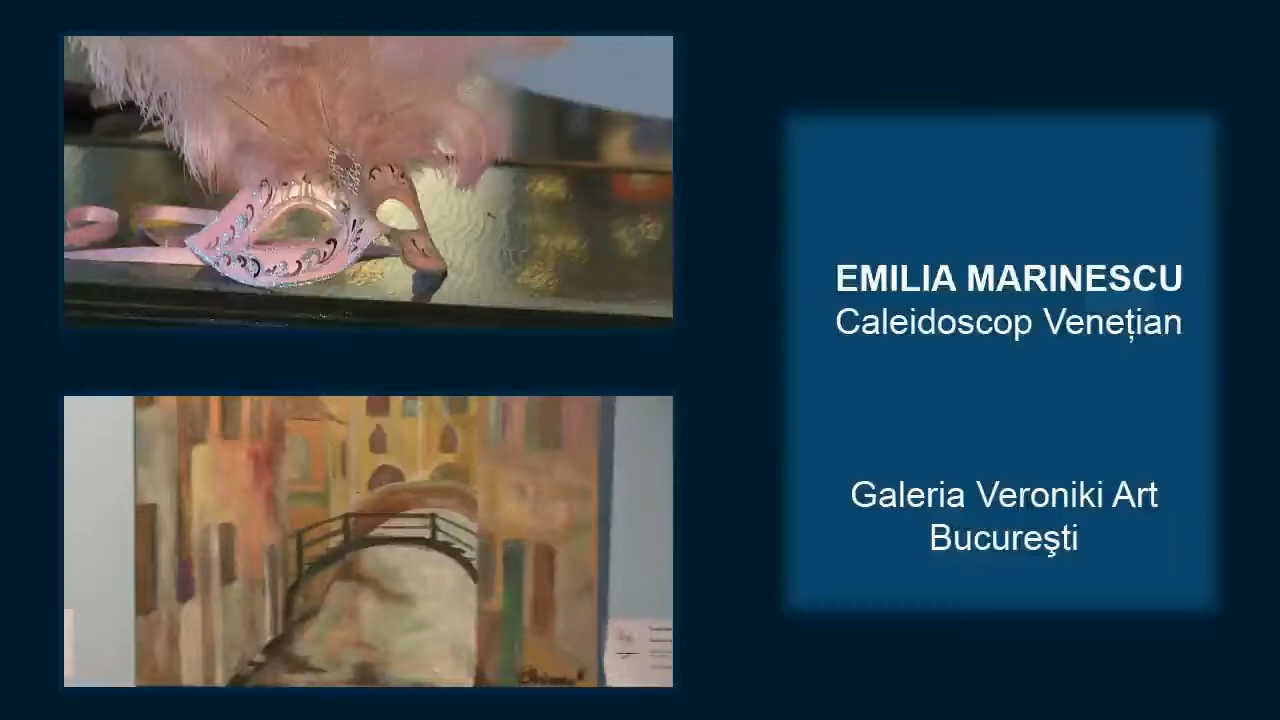 EMILIA MARINESCU
Caleidoscop Venețian
Galeria Veroniki Art
Bucureşti